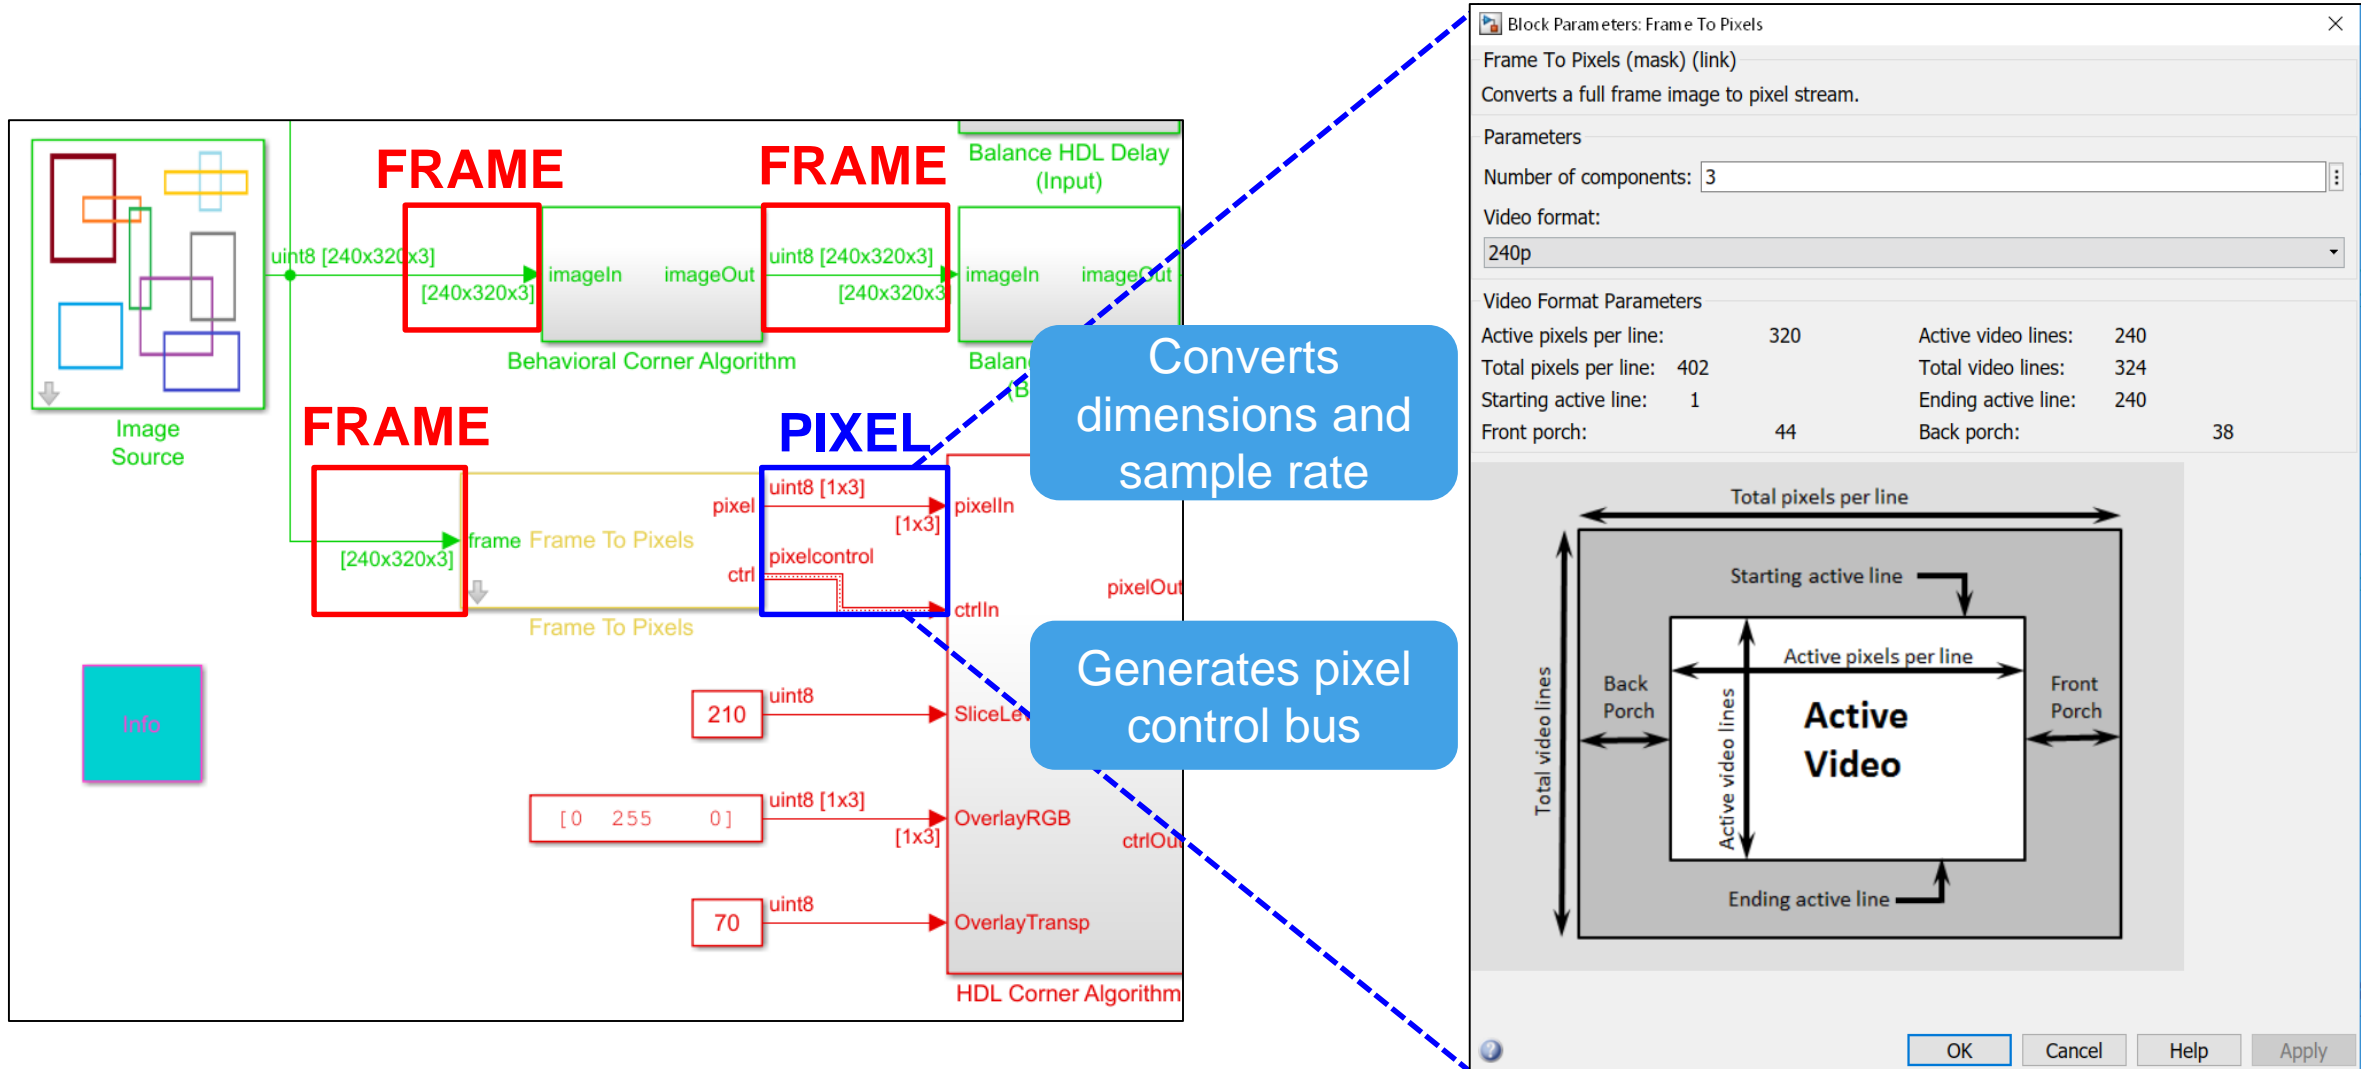 FRAME
FRAME
Balance HDL Delay
(Input)
uint8 [240x320x3]
[240x320x3]
imageIn
imageOut
uint8 [240x320x3]
[240x320x3
imageIn
imageOut
Behavioral Corner Algorithm
Balan
(B
Image
Source
FRAME
PIXEL
[240x320x3]
frame
Frame To Pixels
pixel
ctrl
Frame To Pixels
uint8 [1x3]
[1x3]
pixelcontrol
pixelIn
ctrlIn
pixelOut
Info
210
uint8
SliceLev
[0 255 0]
uint8 [1x3]
[1x3]
OverlayRGB
ctrlOut
70
uint8
OverlayTransp
HDL Corner Algorithm
Converts
dimensions and
sample rate
Generates pixel
control bus
Block Parameters: Frame To Pixels
Frame To Pixels (mask) (link)
Converts a full frame image to pixel stream.
Parameters
Number of components: 3
Video format:
240p
Video Format Parameters
Active pixels per line: 320 Active video lines: 240
Total pixels per line: 402 Total video lines: 324
Starting active line: 1 Ending active line: 240
Front porch: 44 Back porch: 38
Total pixels per line
Starting active line
Total video lines
Active video lines
Active pixels per line
Back
Porch
Active
Video
Front
Porch
Ending active line
OK Cancel Help Apply